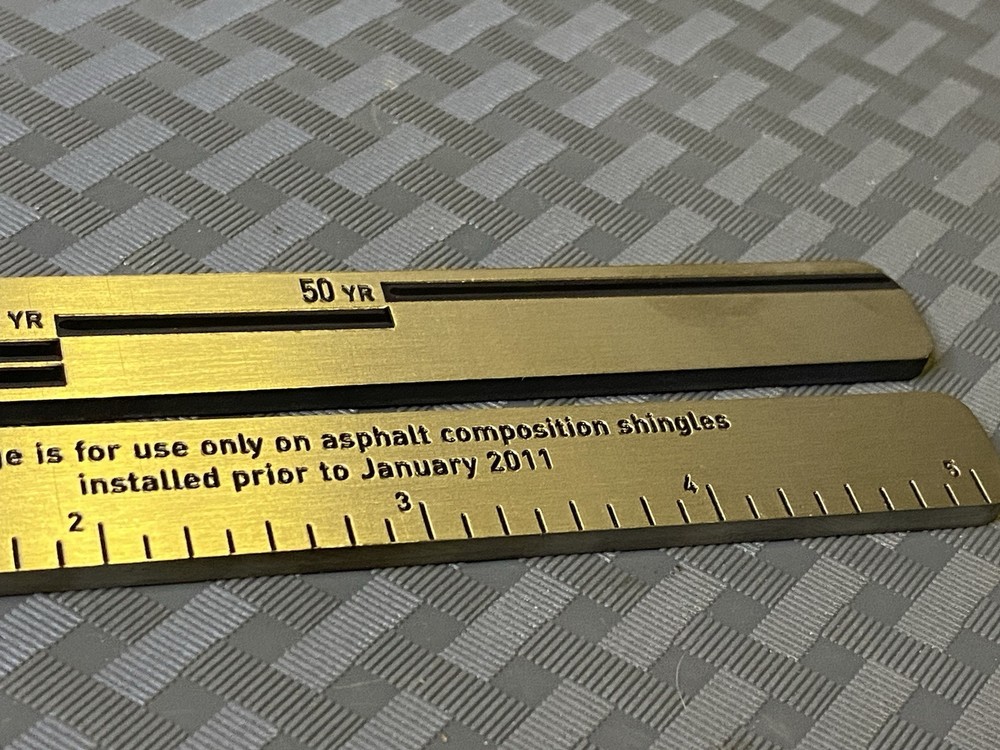 50 YR
YR
is for use only on asphalt composition shingles
installed prior to January 2011
2 3 4 5